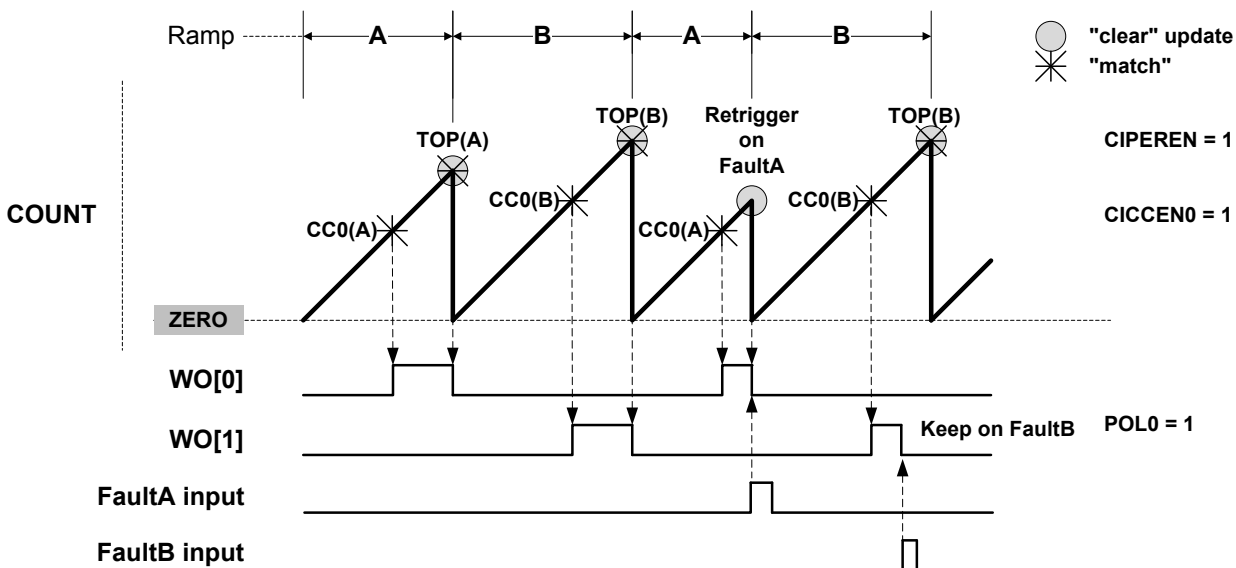 Ramp A B A B
"clear" update
"match"
TOP(A)
TOP(B)
Retrigger
on
FaultA
TOP(B)
CIPEREN = 1
COUNT
CC0(A)
CC0(B)
CC0(A)
CC0(B)
CICCEN0 = 1
ZERO
WO[0]
WO[1]
Keep on FaultB
POL0 = 1
FaultA input
FaultB input